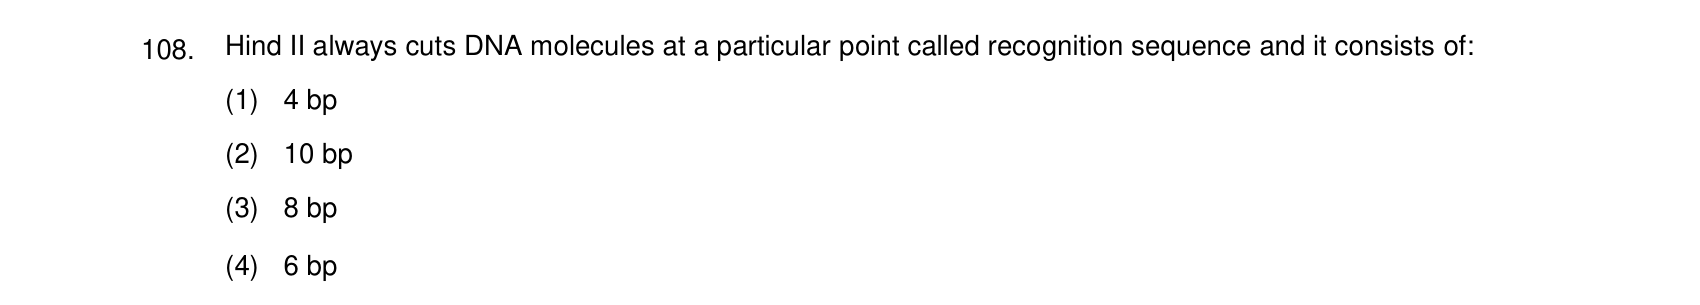 108. Hind II always cuts DNA molecules at a particular point called recognition sequence and it consists of:
(1) 4 bp
(2) 10 bp
(3) 8 bp
(4) 6 bp